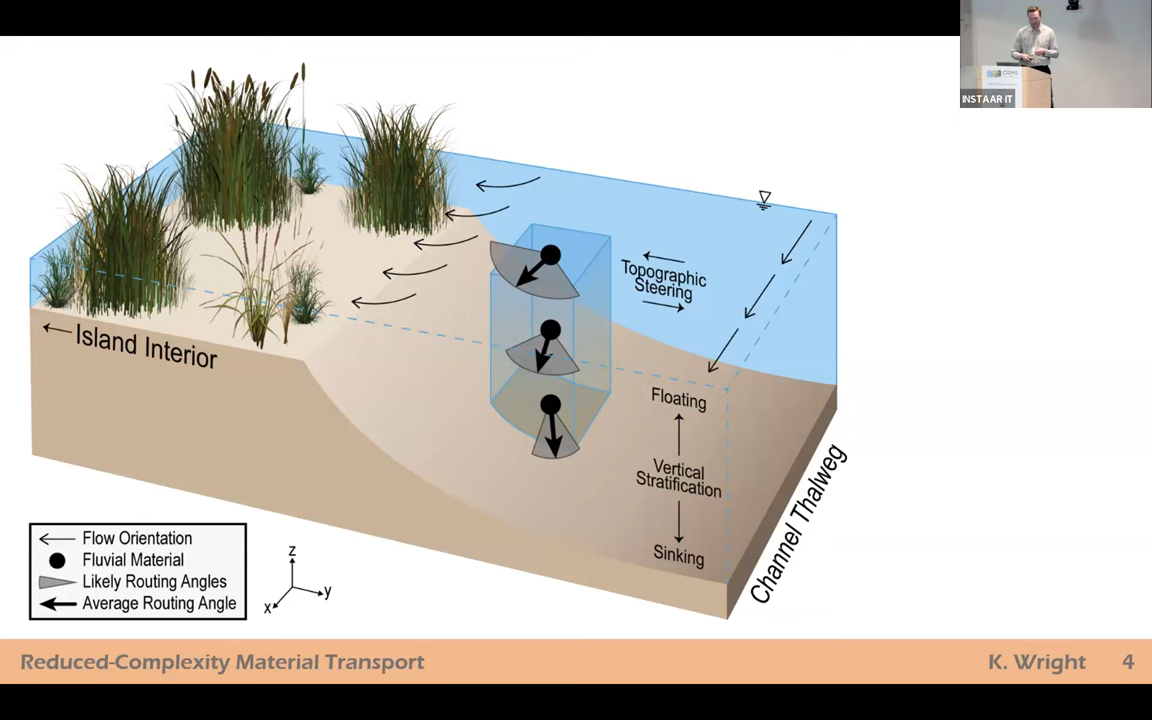 INSTAAR IT
Topographic
Steering
Island Interior
Floating
Vertical
Stratification
Sinking
Channel Thalweg
Flow Orientation
Fluvial Material
Likely Routing Angles
Average Routing Angle
z
x
y
Reduced-Complexity Material Transport
K. Wright 4